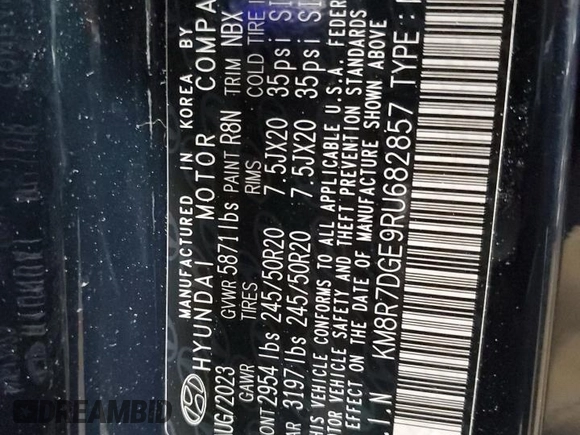 MANUFACTURED IN KOREA BY
HYUNDAI MOTOR COMPA
UG/2023 GVWR 5871 lbs PAINT R8N TRIM NBX
GAWR TIRES RIMS COLD TIRE
ONT 2954 lbs 245/50R20 7.5JX20 35psi
AR 3197 lbs 245/50R20 7.5JX20 35psi
THIS VEHICLE CONFORMS TO ALL APPLICABLE U.S.A. FEDER
MOTOR VEHICLE SAFETY AND THEFT PREVENTION STANDARDS
EFFECT ON THE DATE OF MANUFACTURE SHOWN ABOVE
.I.N KM8R7DGE9RU682857 TYPE:
DREAMBID